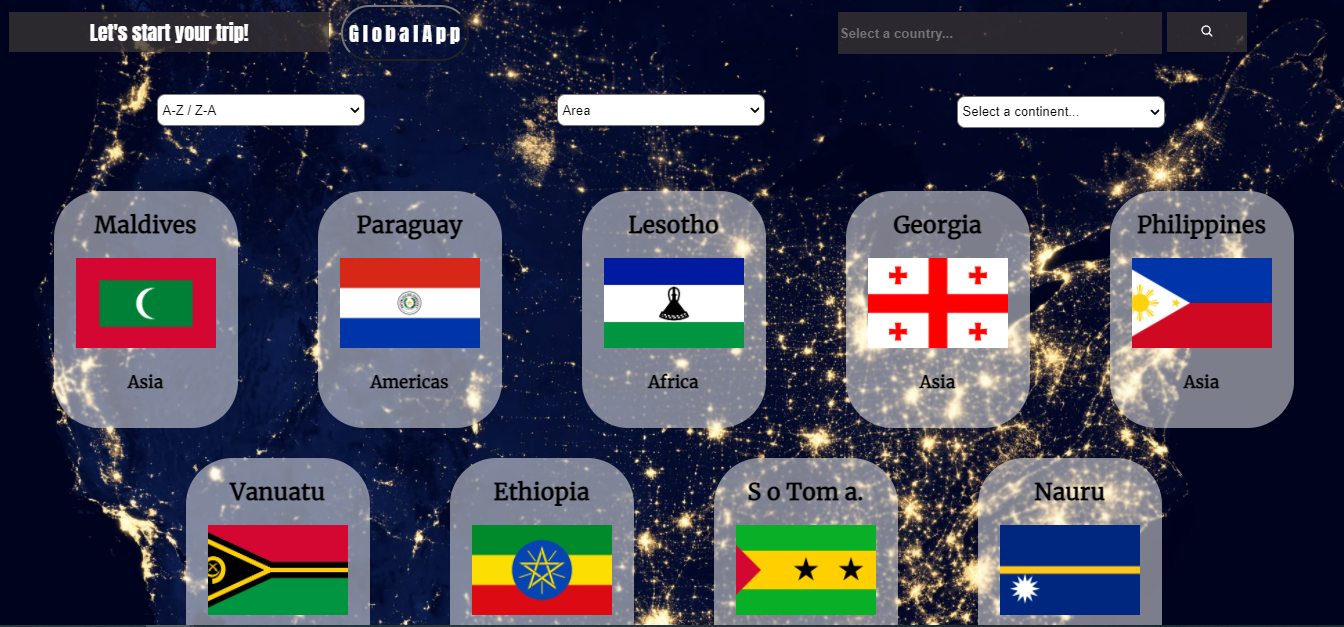 Let's start your trip!
GlobalApp
Select a country...
A-Z / Z-A
Area
Select a continent...
Maldives
Paraguay
Lesotho
Georgia
Philippines
Asia
Americas
Africa
Asia
Asia
Vanuatu
Ethiopia
S o Tom a.
Nauru